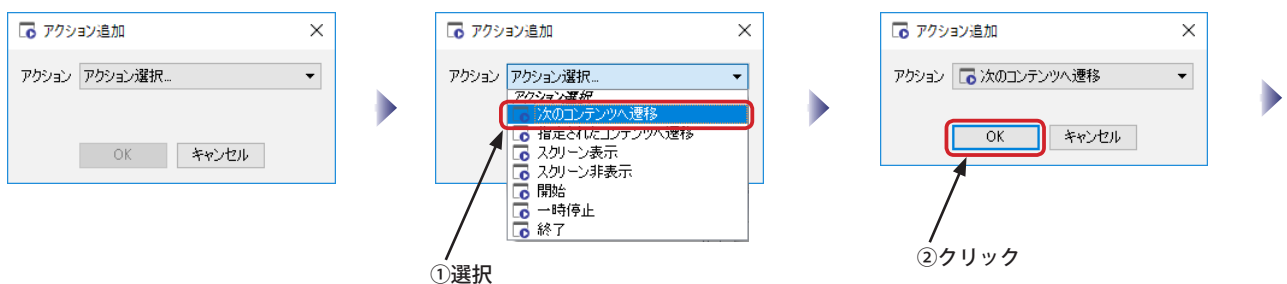 アクション追加
アクション アクション選択...
OK キャンセル
アクション追加
アクション アクション選択...
アクション選択
次のコンテンツへ遷移
指定されたコンテンツへ遷移
スクリーン表示
スクリーン非表示
開始
一時停止
終了
①選択
アクション追加
アクション 次のコンテンツへ遷移
OK キャンセル
②クリック